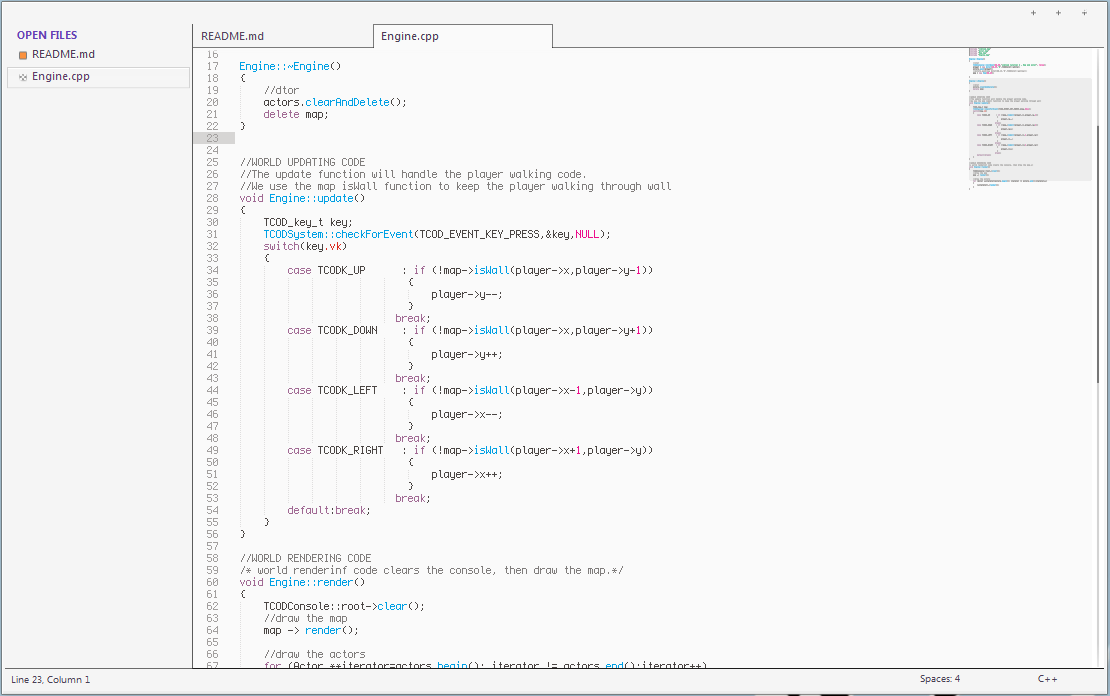 OPEN FILES
README.md
Engine.cpp
README.md
Engine.cpp
16
17 Engine::~Engine()
18 {
19 //dtor
20 actors.clearAndDelete();
21 delete map;
22 }
23
24
25 //WORLD UPDATING CODE
26 //The update function will handle the player walking code.
27 //We use the map isWall function to keep the player walking through wall
28 void Engine::update()
29 {
30 TCOD_key_t key;
31 TCODSystem::checkForEvent(TCOD_EVENT_KEY_PRESS,&key,NULL);
32 switch(key.vk)
33 {
34 case TCODK_UP : if (!map->isWall(player->x,player->y-1))
35 {
36 player->y--;
37 }
38 break;
39 case TCODK_DOWN : if (!map->isWall(player->x,player->y+1))
40 {
41 player->y++;
42 }
43 break;
44 case TCODK_LEFT : if (!map->isWall(player->x-1,player->y))
45 {
46 player->x--;
47 }
48 break;
49 case TCODK_RIGHT : if (!map->isWall(player->x+1,player->y))
50 {
51 player->x++;
52 }
53 break;
54 default:break;
55 }
56 }
57
58 //WORLD RENDERING CODE
59 /* world renderinf code clears the console, then draw the map.*/
60 void Engine::render()
61 {
62 TCODConsole::root->clear();
63 //draw the map
64 map -> render();
65
66 //draw the actors
67 for (Actor **iterator=actors.begin(); iterator != actors.end();iterator++)
Line 23, Column 1
Spaces: 4
C++